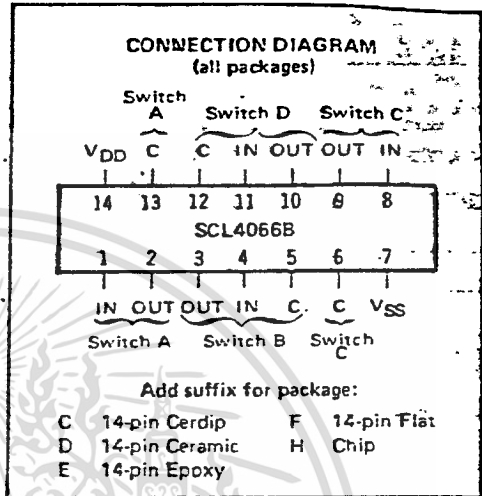 CONNECTION DIAGRAM
(all packages)
Switch
A Switch D Switch C
VDD C C IN OUT OUT IN
14 13 12 11 10 9 8
SCL4066B
1 2 3 4 5 6 7
IN OUT OUT IN C C VSS
Switch A Switch B Switch
C
Add suffix for package:
C 14-pin Cerdip F 14-pin Flat
D 14-pin Ceramic H Chip
E 14-pin Epoxy